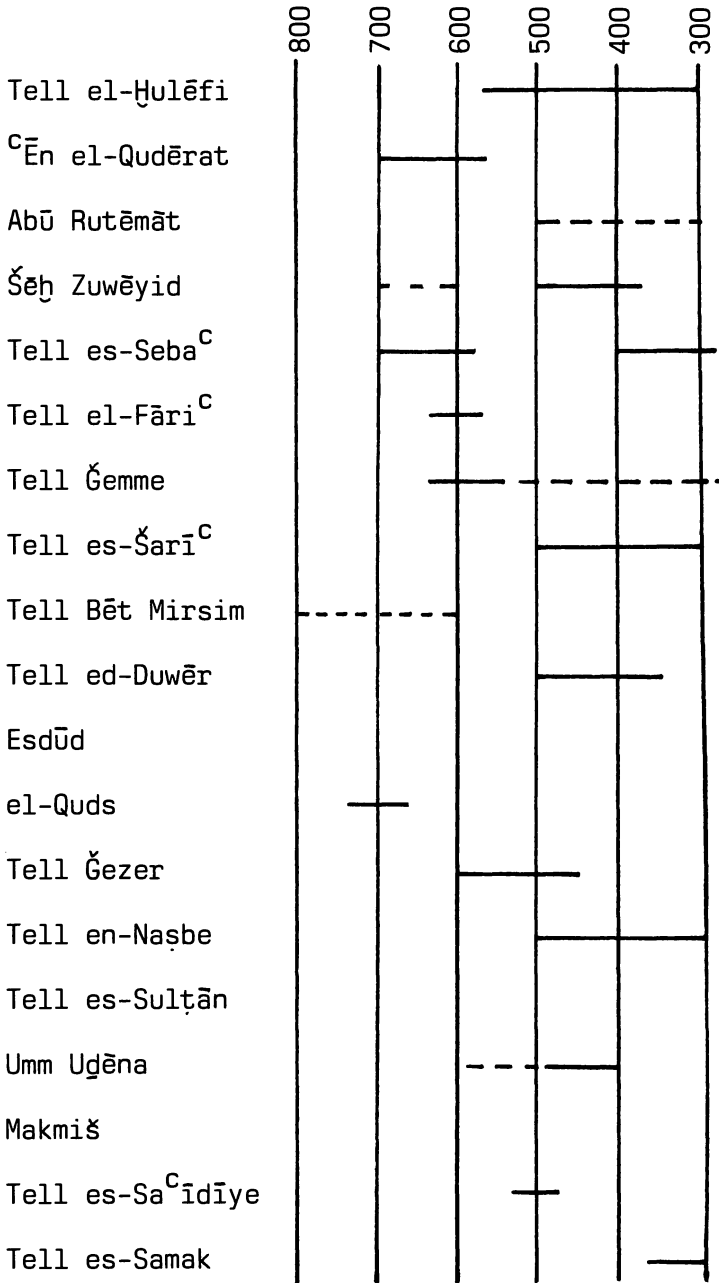 800 700 600 500 400 300
Tell el-Ḫulēfi
ᶜĒn el-Qudērat
Abū Rutēmāt
Šēḫ Zuwēyid
Tell es-Sebaᶜ
Tell el-Fāriᶜ
Tell Ǧemme
Tell es-Šarīᶜ
Tell Bēt Mirsim
Tell ed-Duwēr
Esdūd
el-Quds
Tell Ǧezer
Tell en-Naṣbe
Tell es-Sulṭān
Umm Uḏēna
Makmiš
Tell es-Saᶜīdīye
Tell es-Samak